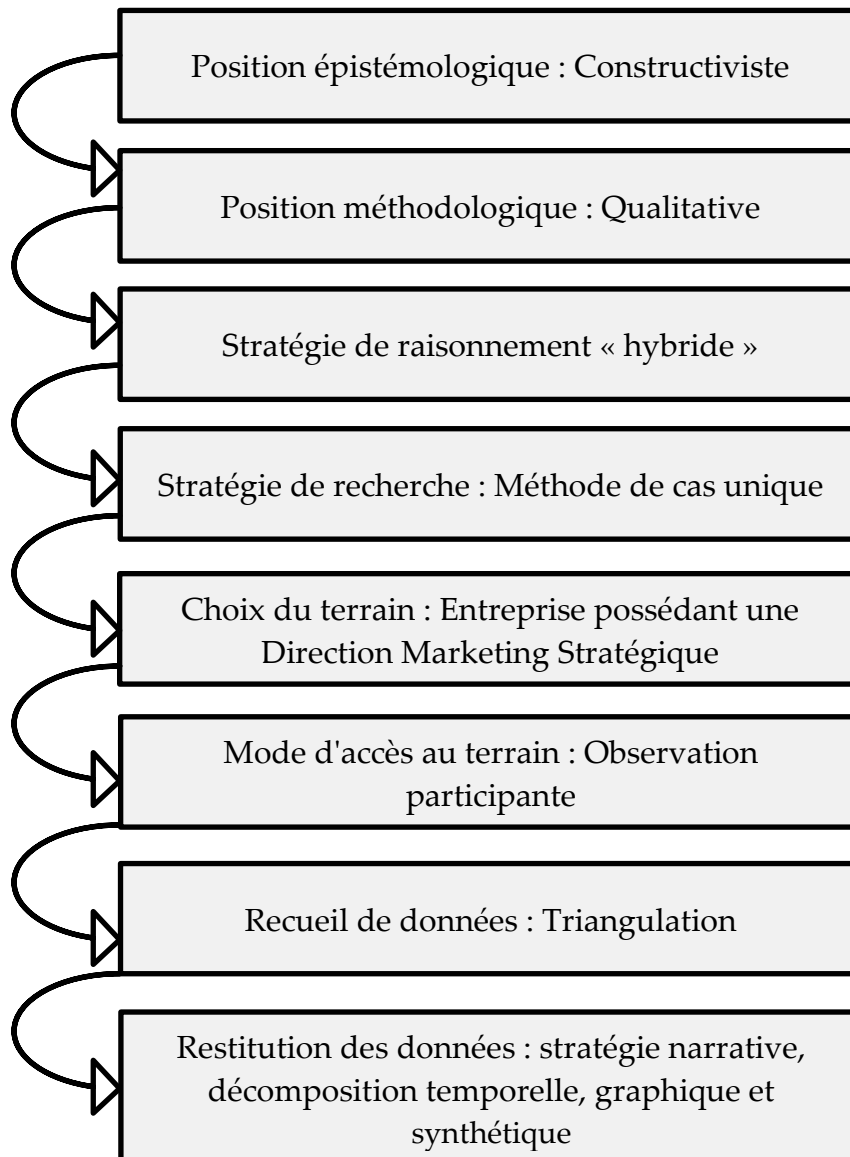 Position épistémologique : Constructiviste
Position méthodologique : Qualitative
Stratégie de raisonnement « hybride »
Stratégie de recherche : Méthode de cas unique
Choix du terrain : Entreprise possédant une
Direction Marketing Stratégique
Mode d'accès au terrain : Observation
participante
Recueil de données : Triangulation
Restitution des données : stratégie narrative,
décomposition temporelle, graphique et
synthétique